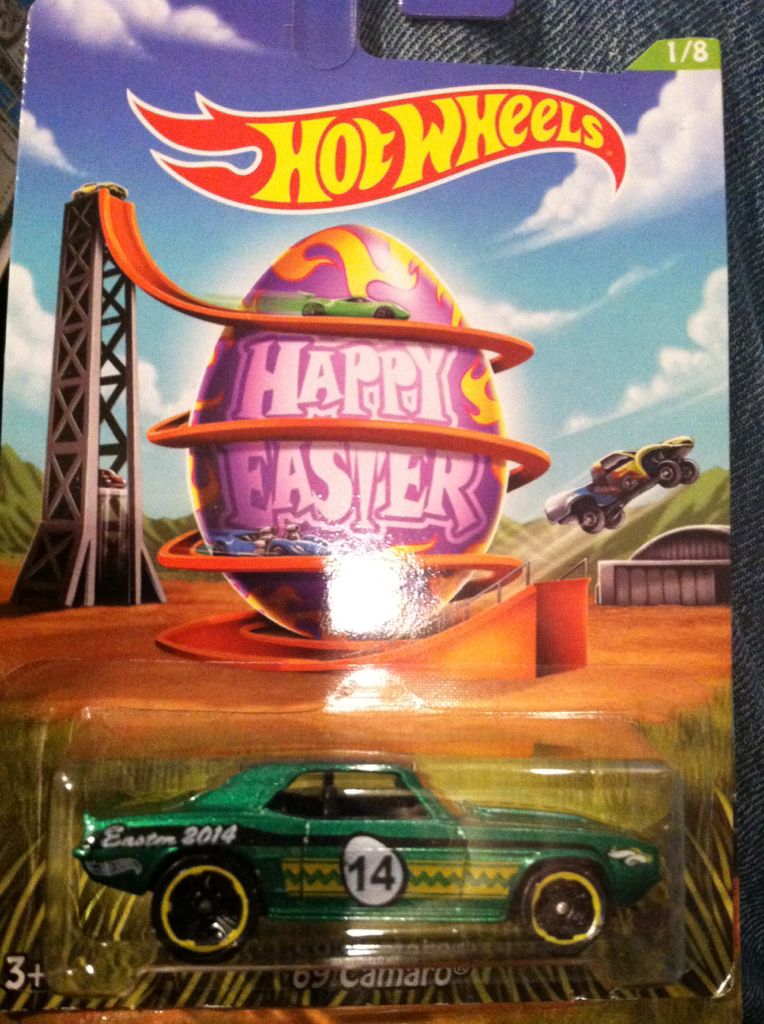 1/8
HOT WHEELS
HAPPY
EASTER
Easter 2014
14
3+
'69 Camaro®